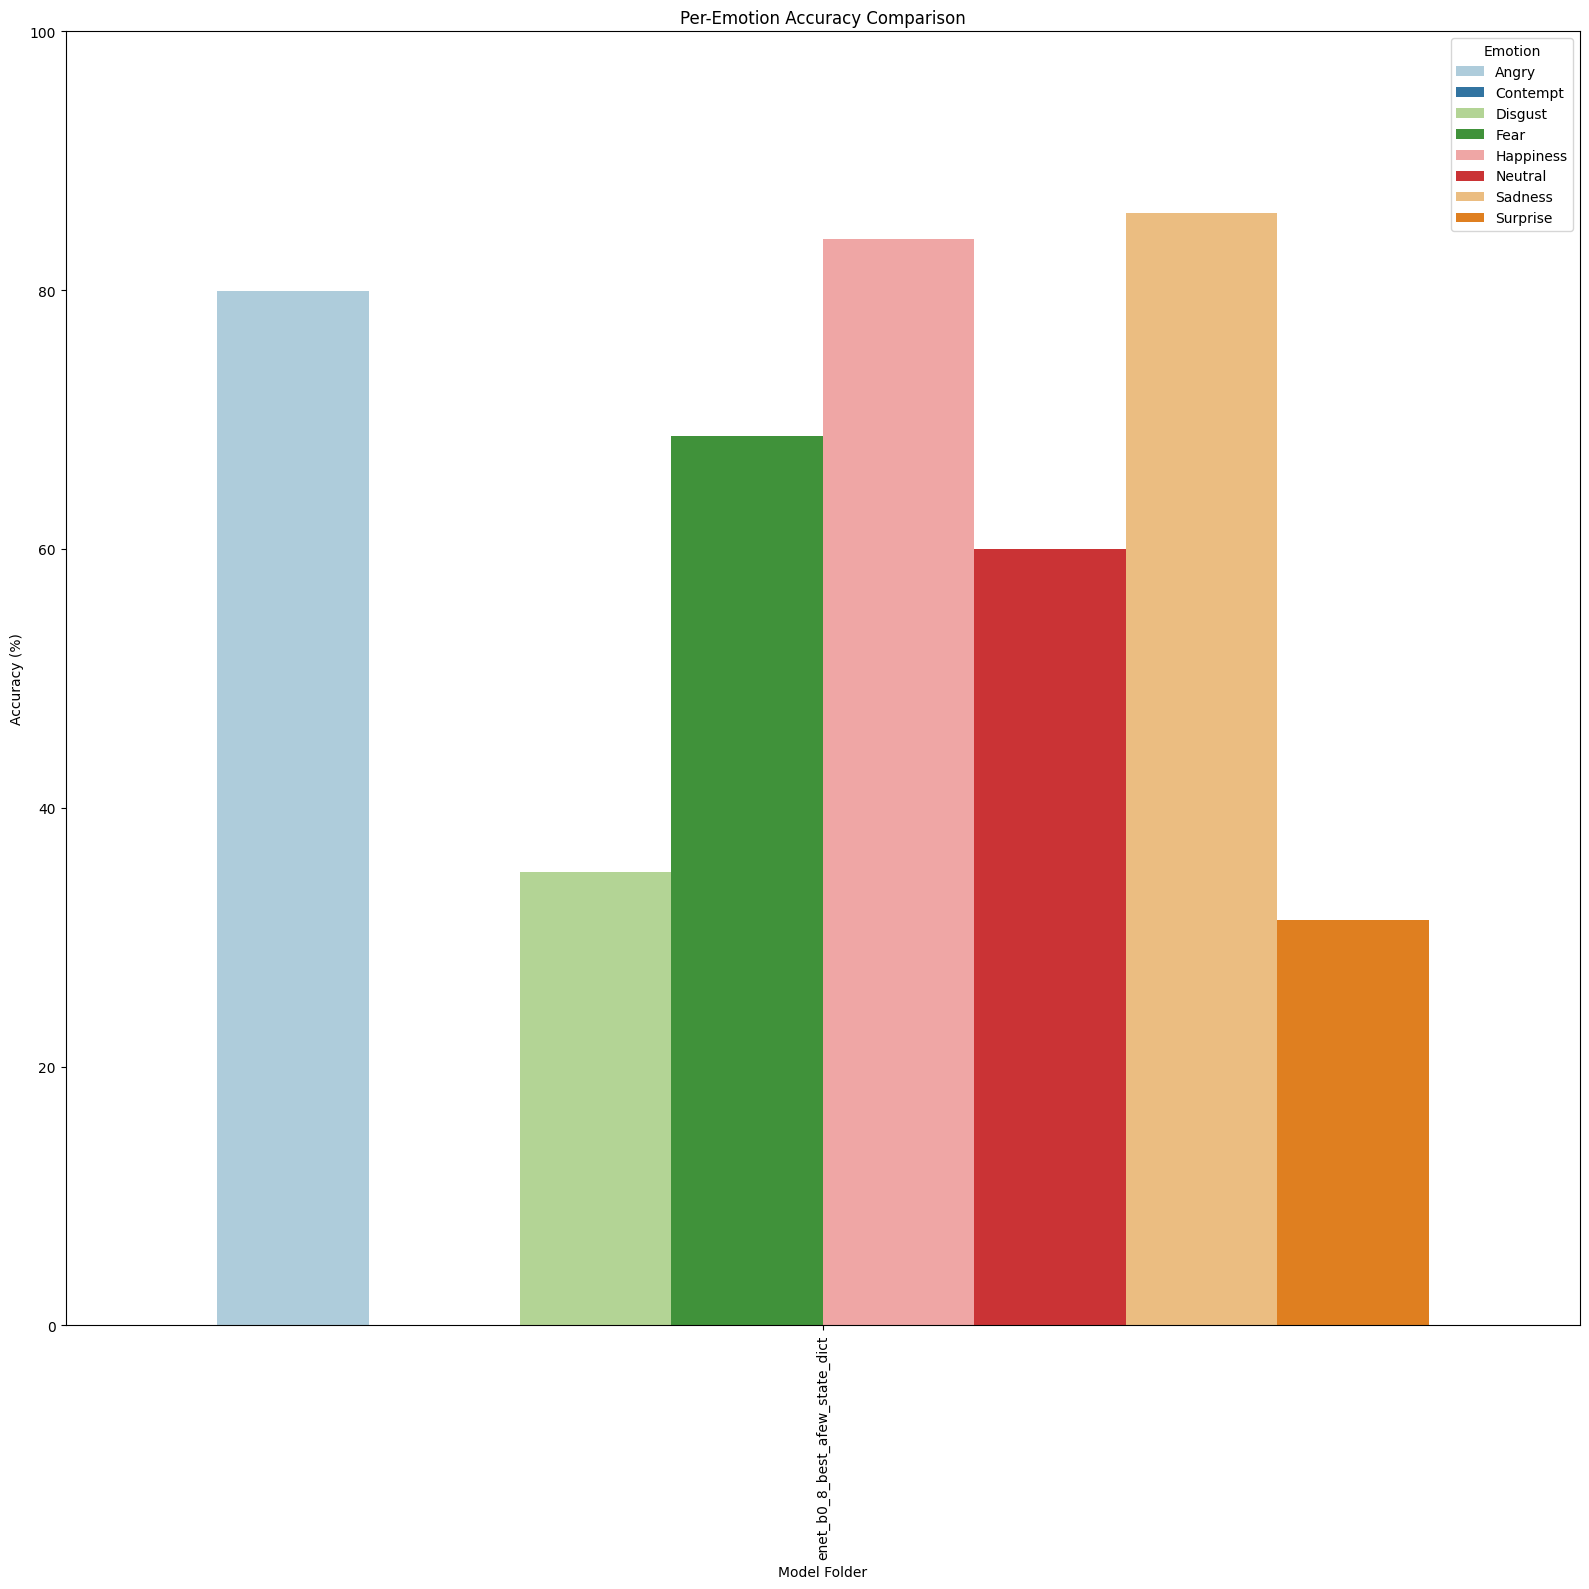 Per-Emotion Accuracy Comparison
100
80
60
40
20
0
Accuracy (%)
Emotion
Angry
Contempt
Disgust
Fear
Happiness
Neutral
Sadness
Surprise
enet_b0_8_best_afew_state_dict
Model Folder